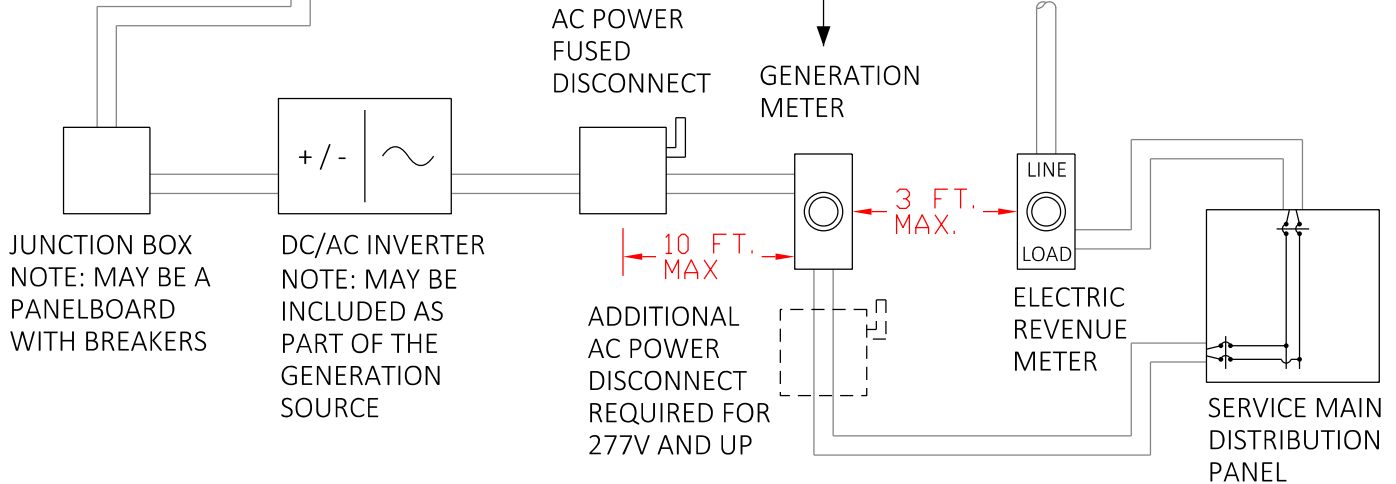 AC POWER
FUSED
DISCONNECT
GENERATION
METER
+ / -
LINE
LOAD
3 FT.
MAX.
10 FT.
MAX
JUNCTION BOX
NOTE: MAY BE A
PANELBOARD
WITH BREAKERS
DC/AC INVERTER
NOTE: MAY BE
INCLUDED AS
PART OF THE
GENERATION
SOURCE
ADDITIONAL
AC POWER
DISCONNECT
REQUIRED FOR
277V AND UP
ELECTRIC
REVENUE
METER
SERVICE MAIN
DISTRIBUTION
PANEL